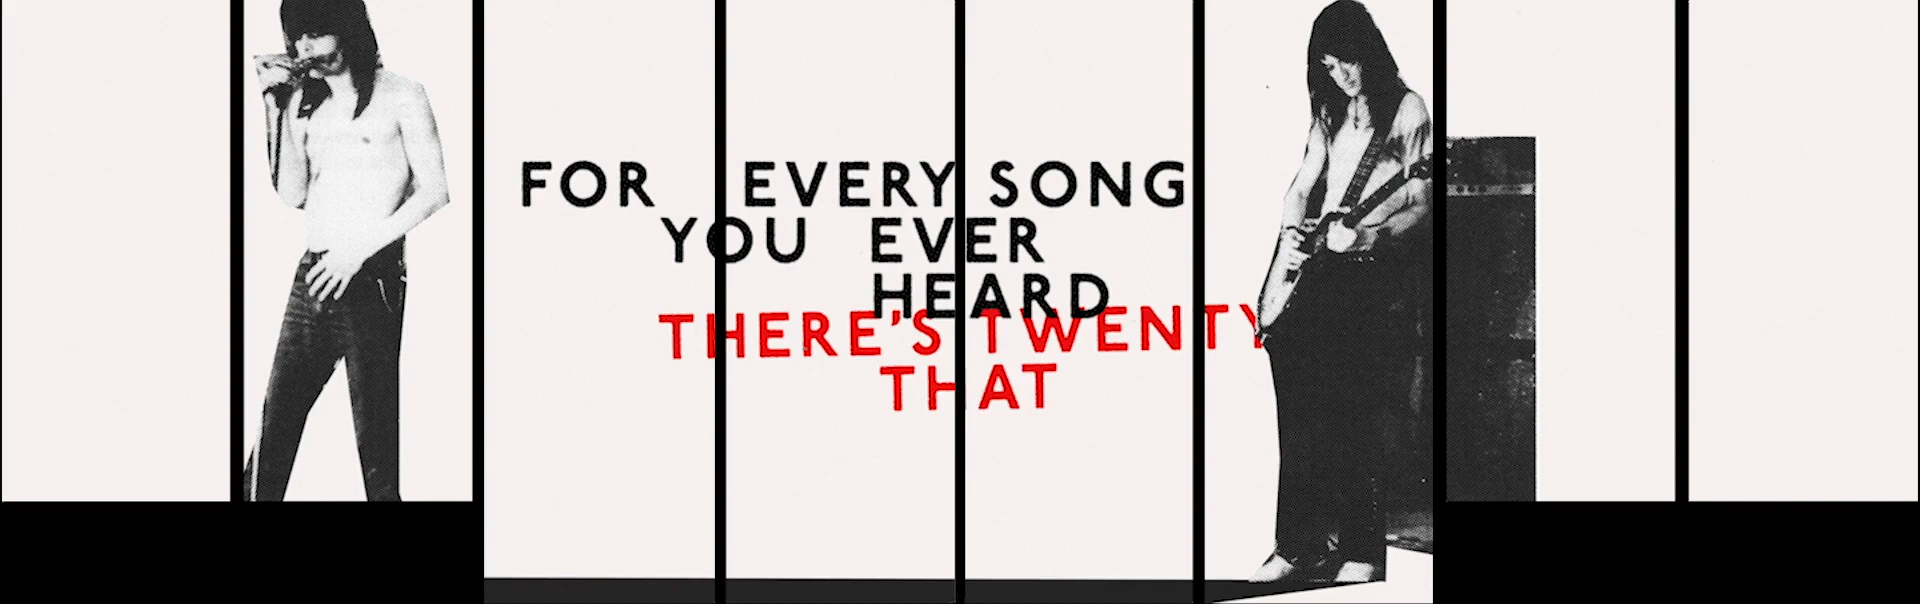 FOR EVERY SONG
YOU EVER
HEARD
THERE'S TWENTY
THAT